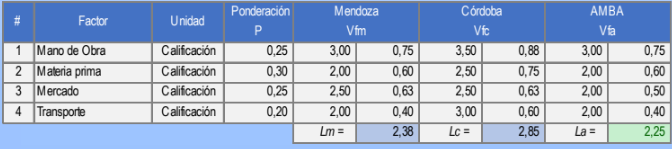 # Factor Unidad Ponderación P Mendoza Vfm Córdoba Vfc AMBA Vfa
1 Mano de Obra Calificación 0,25 3,00 0,75 3,50 0,88 3,00 0,75
2 Materia prima Calificación 0,30 2,00 0,60 2,50 0,75 2,00 0,60
3 Mercado Calificación 0,25 2,50 0,63 2,50 0,63 2,00 0,50
4 Transporte Calificación 0,20 2,00 0,40 3,00 0,60 2,00 0,40
Lm = 2,38 Lc = 2,85 La = 2,25